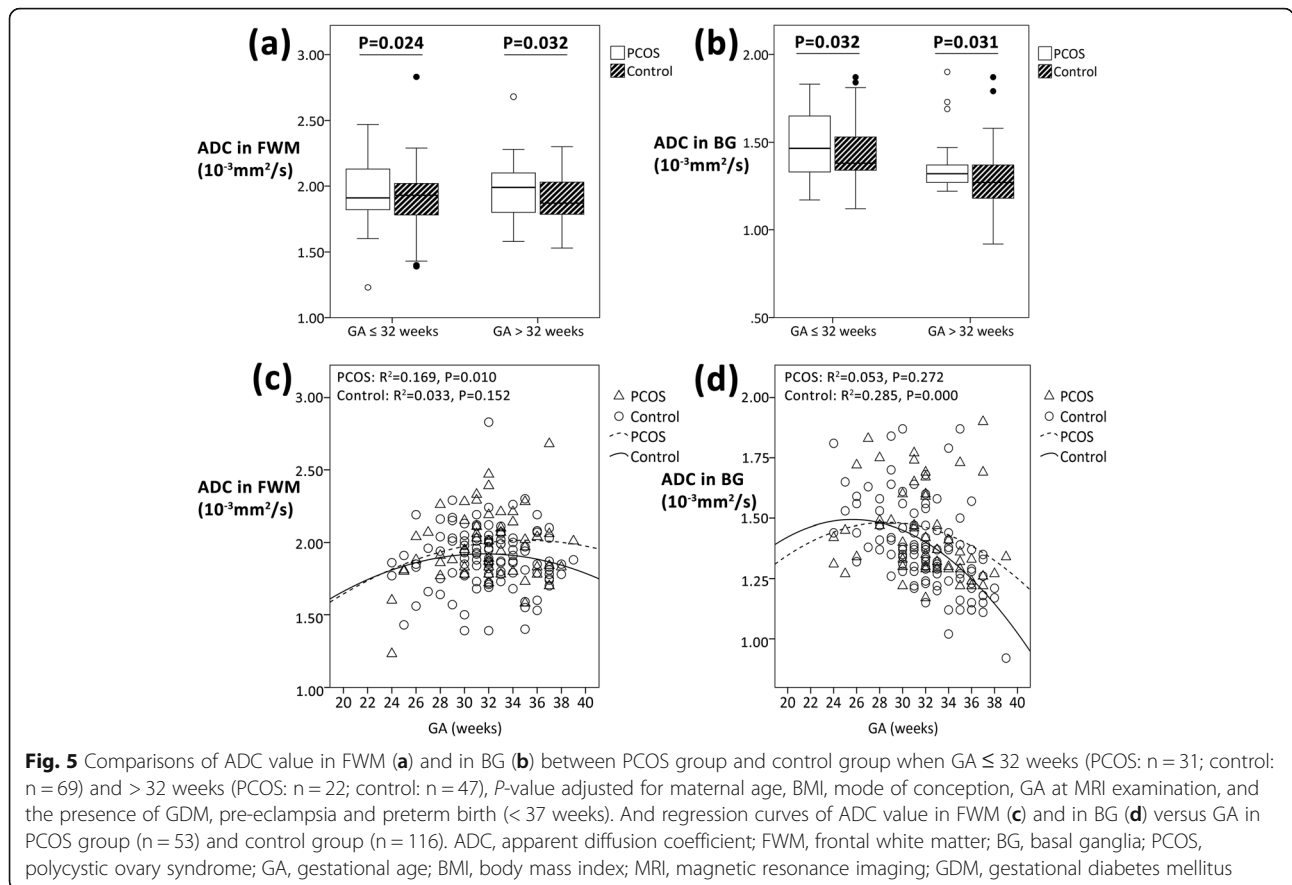 (a)
P=0.024 P=0.032
PCOS
Control
3.00
2.50
2.00
1.50
1.00
ADC in FWM
(10⁻³mm²/s)
GA ≤ 32 weeks GA > 32 weeks
(b)
P=0.032 P=0.031
PCOS
Control
2.00
1.50
1.00
.50
ADC in BG
(10⁻³mm²/s)
GA ≤ 32 weeks GA > 32 weeks
(c)
PCOS: R²=0.169, P=0.010
Control: R²=0.033, P=0.152
PCOS
Control
PCOS
Control
3.00
2.50
2.00
1.50
1.00
ADC in FWM
(10⁻³mm²/s)
20 22 24 26 28 30 32 34 36 38 40
GA (weeks)
(d)
PCOS: R²=0.053, P=0.272
Control: R²=0.285, P=0.000
PCOS
Control
PCOS
Control
2.00
1.75
1.50
1.25
1.00
ADC in BG
(10⁻³mm²/s)
20 22 24 26 28 30 32 34 36 38 40
GA (weeks)
Fig. 5 Comparisons of ADC value in FWM (a) and in BG (b) between PCOS group and control group when GA ≤ 32 weeks (PCOS: n = 31; control:
n = 69) and > 32 weeks (PCOS: n = 22; control: n = 47), P-value adjusted for maternal age, BMI, mode of conception, GA at MRI examination, and
the presence of GDM, pre-eclampsia and preterm birth (< 37 weeks). And regression curves of ADC value in FWM (c) and in BG (d) versus GA in
PCOS group (n = 53) and control group (n = 116). ADC, apparent diffusion coefficient; FWM, frontal white matter; BG, basal ganglia; PCOS,
polycystic ovary syndrome; GA, gestational age; BMI, body mass index; MRI, magnetic resonance imaging; GDM, gestational diabetes mellitus